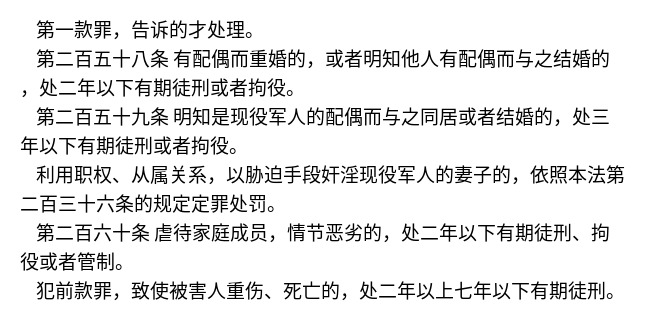 第一款罪，告诉的才处理。
第二百五十八条 有配偶而重婚的，或者明知他人有配偶而与之结婚的
，处二年以下有期徒刑或者拘役。
第二百五十九条 明知是现役军人的配偶而与之同居或者结婚的，处三
年以下有期徒刑或者拘役。
利用职权、从属关系，以胁迫手段奸淫现役军人的妻子的，依照本法第
二百三十六条的规定定罪处罚。
第二百六十条 虐待家庭成员，情节恶劣的，处二年以下有期徒刑、拘
役或者管制。
犯前款罪，致使被害人重伤、死亡的，处二年以上七年以下有期徒刑。